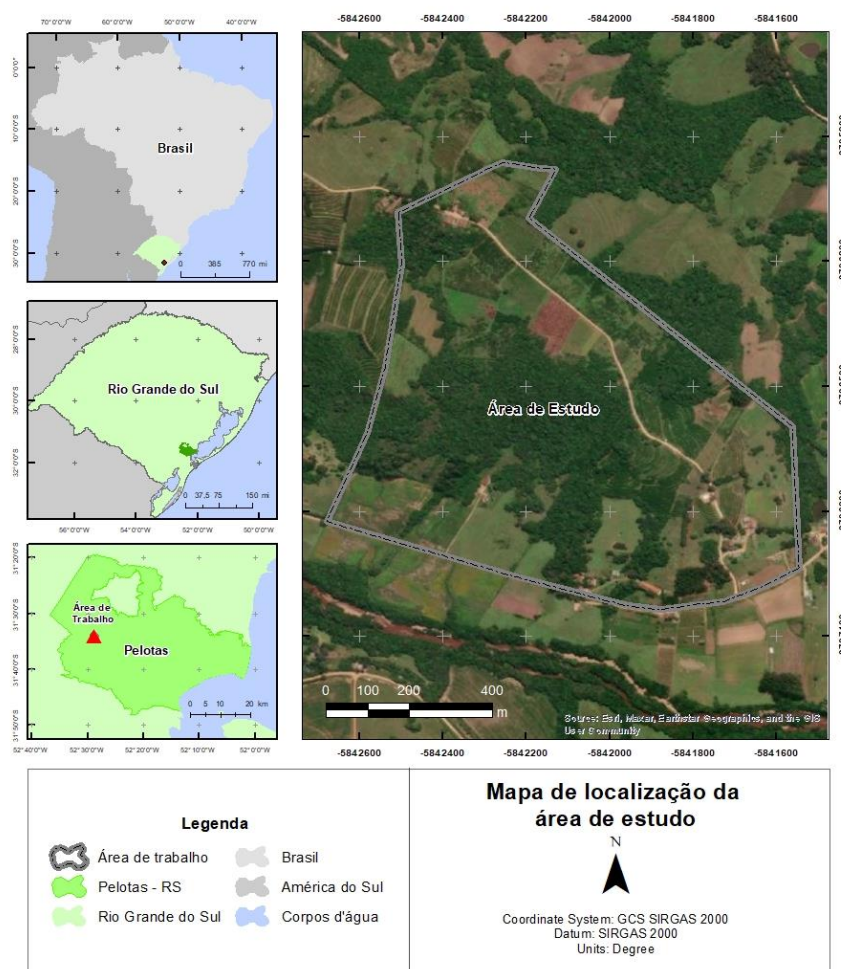 70°0'0"W 60°0'0"W 50°0'0"W 40°0'0"W
0°0'0"
10°0'0"S
20°0'0"S
30°0'0"S
Brasil
0 385 770 mi
28°0'0"S
30°0'0"S
32°0'0"S
Rio Grande do Sul
0 37,5 75 150 mi
56°0'0"W 54°0'0"W 52°0'0"W 50°0'0"W
31°20'0"S
31°30'0"S
31°40'0"S
31°50'0"S
Área de
Trabalho
Pelotas
0 5 10 20 km
52°40'0"W 52°30'0"W 52°20'0"W 52°10'0"W 52°0'0"W
-5842600 -5842400 -5842200 -5842000 -5841800 -5841600
Área de Estudo
0 100 200 400
m
Source: Esri, Maxar, Earthstar Geographics, and the GIS
User Community
-5842600 -5842400 -5842200 -5842000 -5841800 -5841600
Legenda
Área de trabalho
Pelotas - RS
Rio Grande do Sul
Brasil
América do Sul
Corpos d'água
Mapa de localização da
área de estudo
N
Coordinate System: GCS SIRGAS 2000
Datum: SIRGAS 2000
Units: Degree